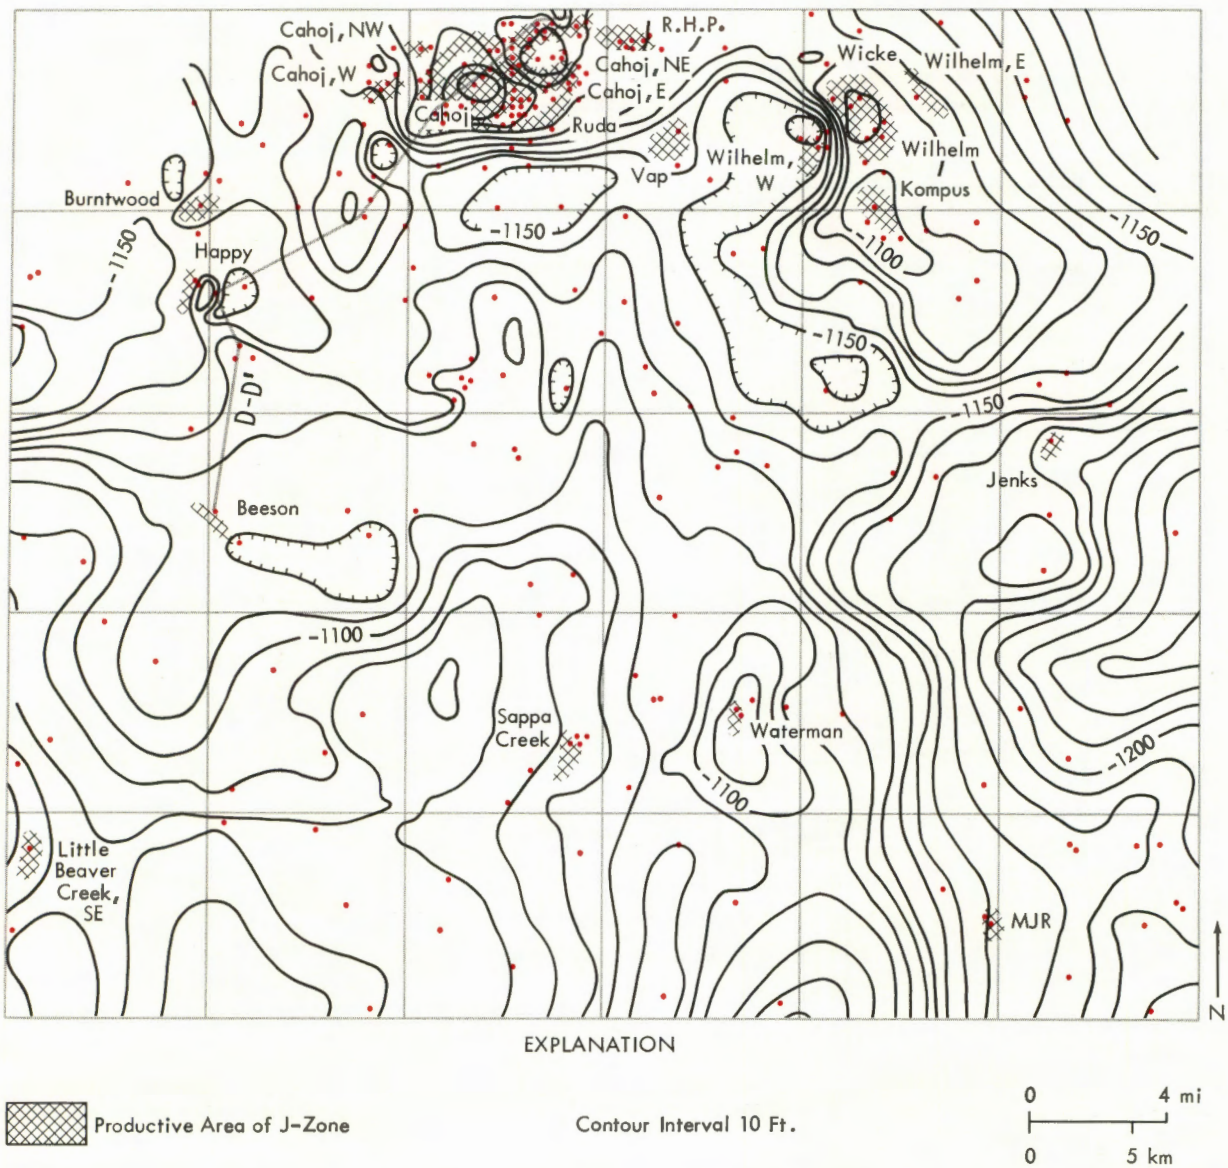 Cahoj, NW
R.H.P.
Wicke
Wilhelm, E
Cahoj, W
Cahoj, NE
Cahoj, E
Cahoj
Ruda
Vap
Wilhelm,
W
Wilhelm
Kompus
Burntwood
-1150
-1150
-1150
Happy
-1100
-1150
D-D'
-1150
Jenks
Beeson
-1100
Sappa
Creek
Waterman
-1200
-1100
Little
Beaver
Creek,
SE
MJR
N
EXPLANATION
Productive Area of J-Zone
Contour Interval 10 Ft.
0 4 mi
0 5 km